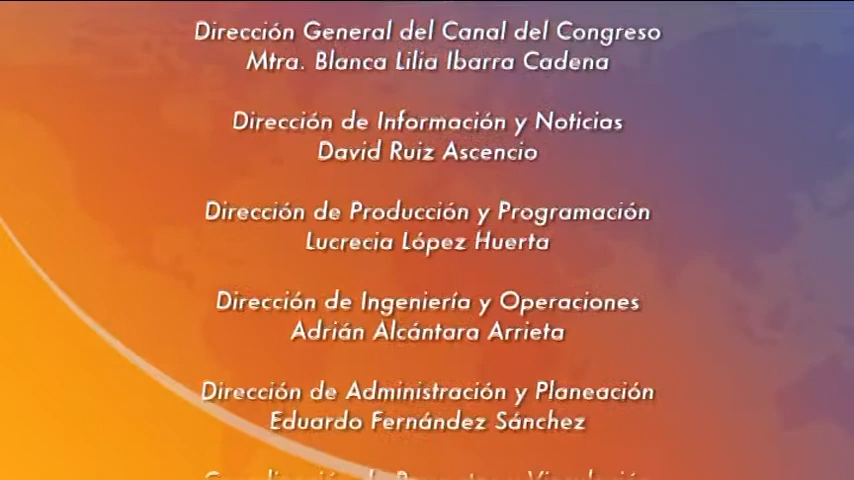 Dirección General del Canal del Congreso
Mtra. Blanca Lilia Ibarra Cadena
Dirección de Información y Noticias
David Ruiz Ascencio
Dirección de Producción y Programación
Lucrecia López Huerta
Dirección de Ingeniería y Operaciones
Adrián Alcántara Arrieta
Dirección de Administración y Planeación
Eduardo Fernández Sánchez